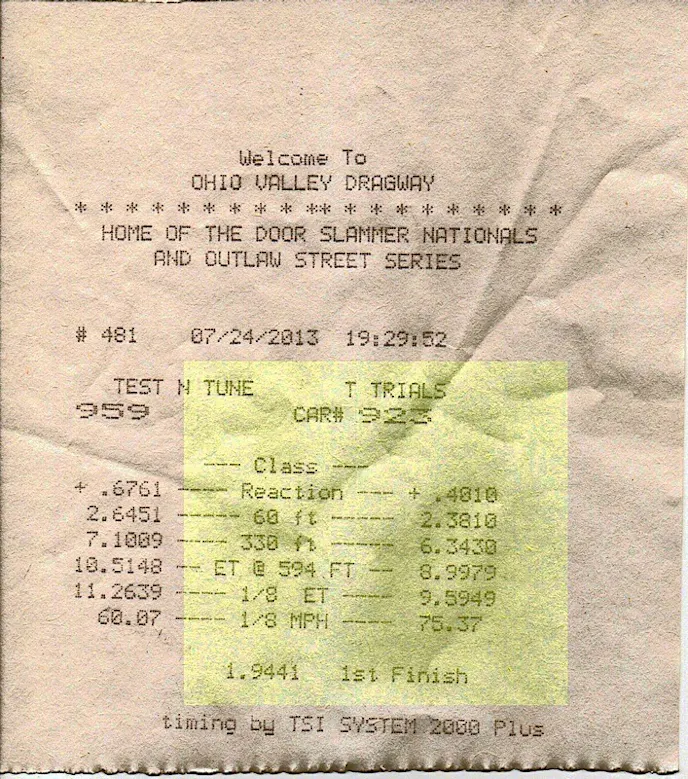 Welcome To
OHIO VALLEY DRAGWAY
* * * * * * * * * ** * * * * * * * * *
HOME OF THE DOOR SLAMMER NATIONALS
AND OUTLAW STREET SERIES
# 481 07/24/2013 19:29:52
TEST N TUNE T TRIALS
959 CAR# 923
--- Class ---
+ .6761 ---- Reaction --- + .4010
2.6451 ---- 60 ft ---- 2.3810
7.1009 ---- 330 ft ---- 6.3430
10.5148 -- ET @ 594 FT -- 8.9979
11.2639 ---- 1/8 ET ---- 9.5949
60.07 ---- 1/8 MPH ---- 75.37
1.9441 1st Finish
timing by TSI SYSTEM 2000 Plus